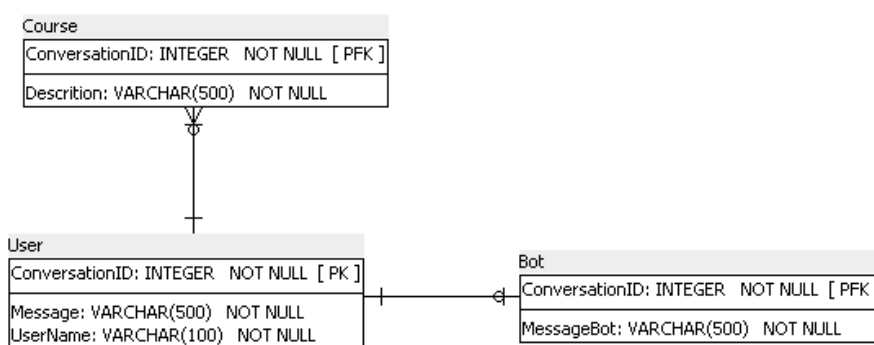 Course
ConversationID: INTEGER NOT NULL [ PFK ]
Descrition: VARCHAR(500) NOT NULL
User
ConversationID: INTEGER NOT NULL [ PK ]
Message: VARCHAR(500) NOT NULL
UserName: VARCHAR(100) NOT NULL
Bot
ConversationID: INTEGER NOT NULL [ PFK
MessageBot: VARCHAR(500) NOT NULL